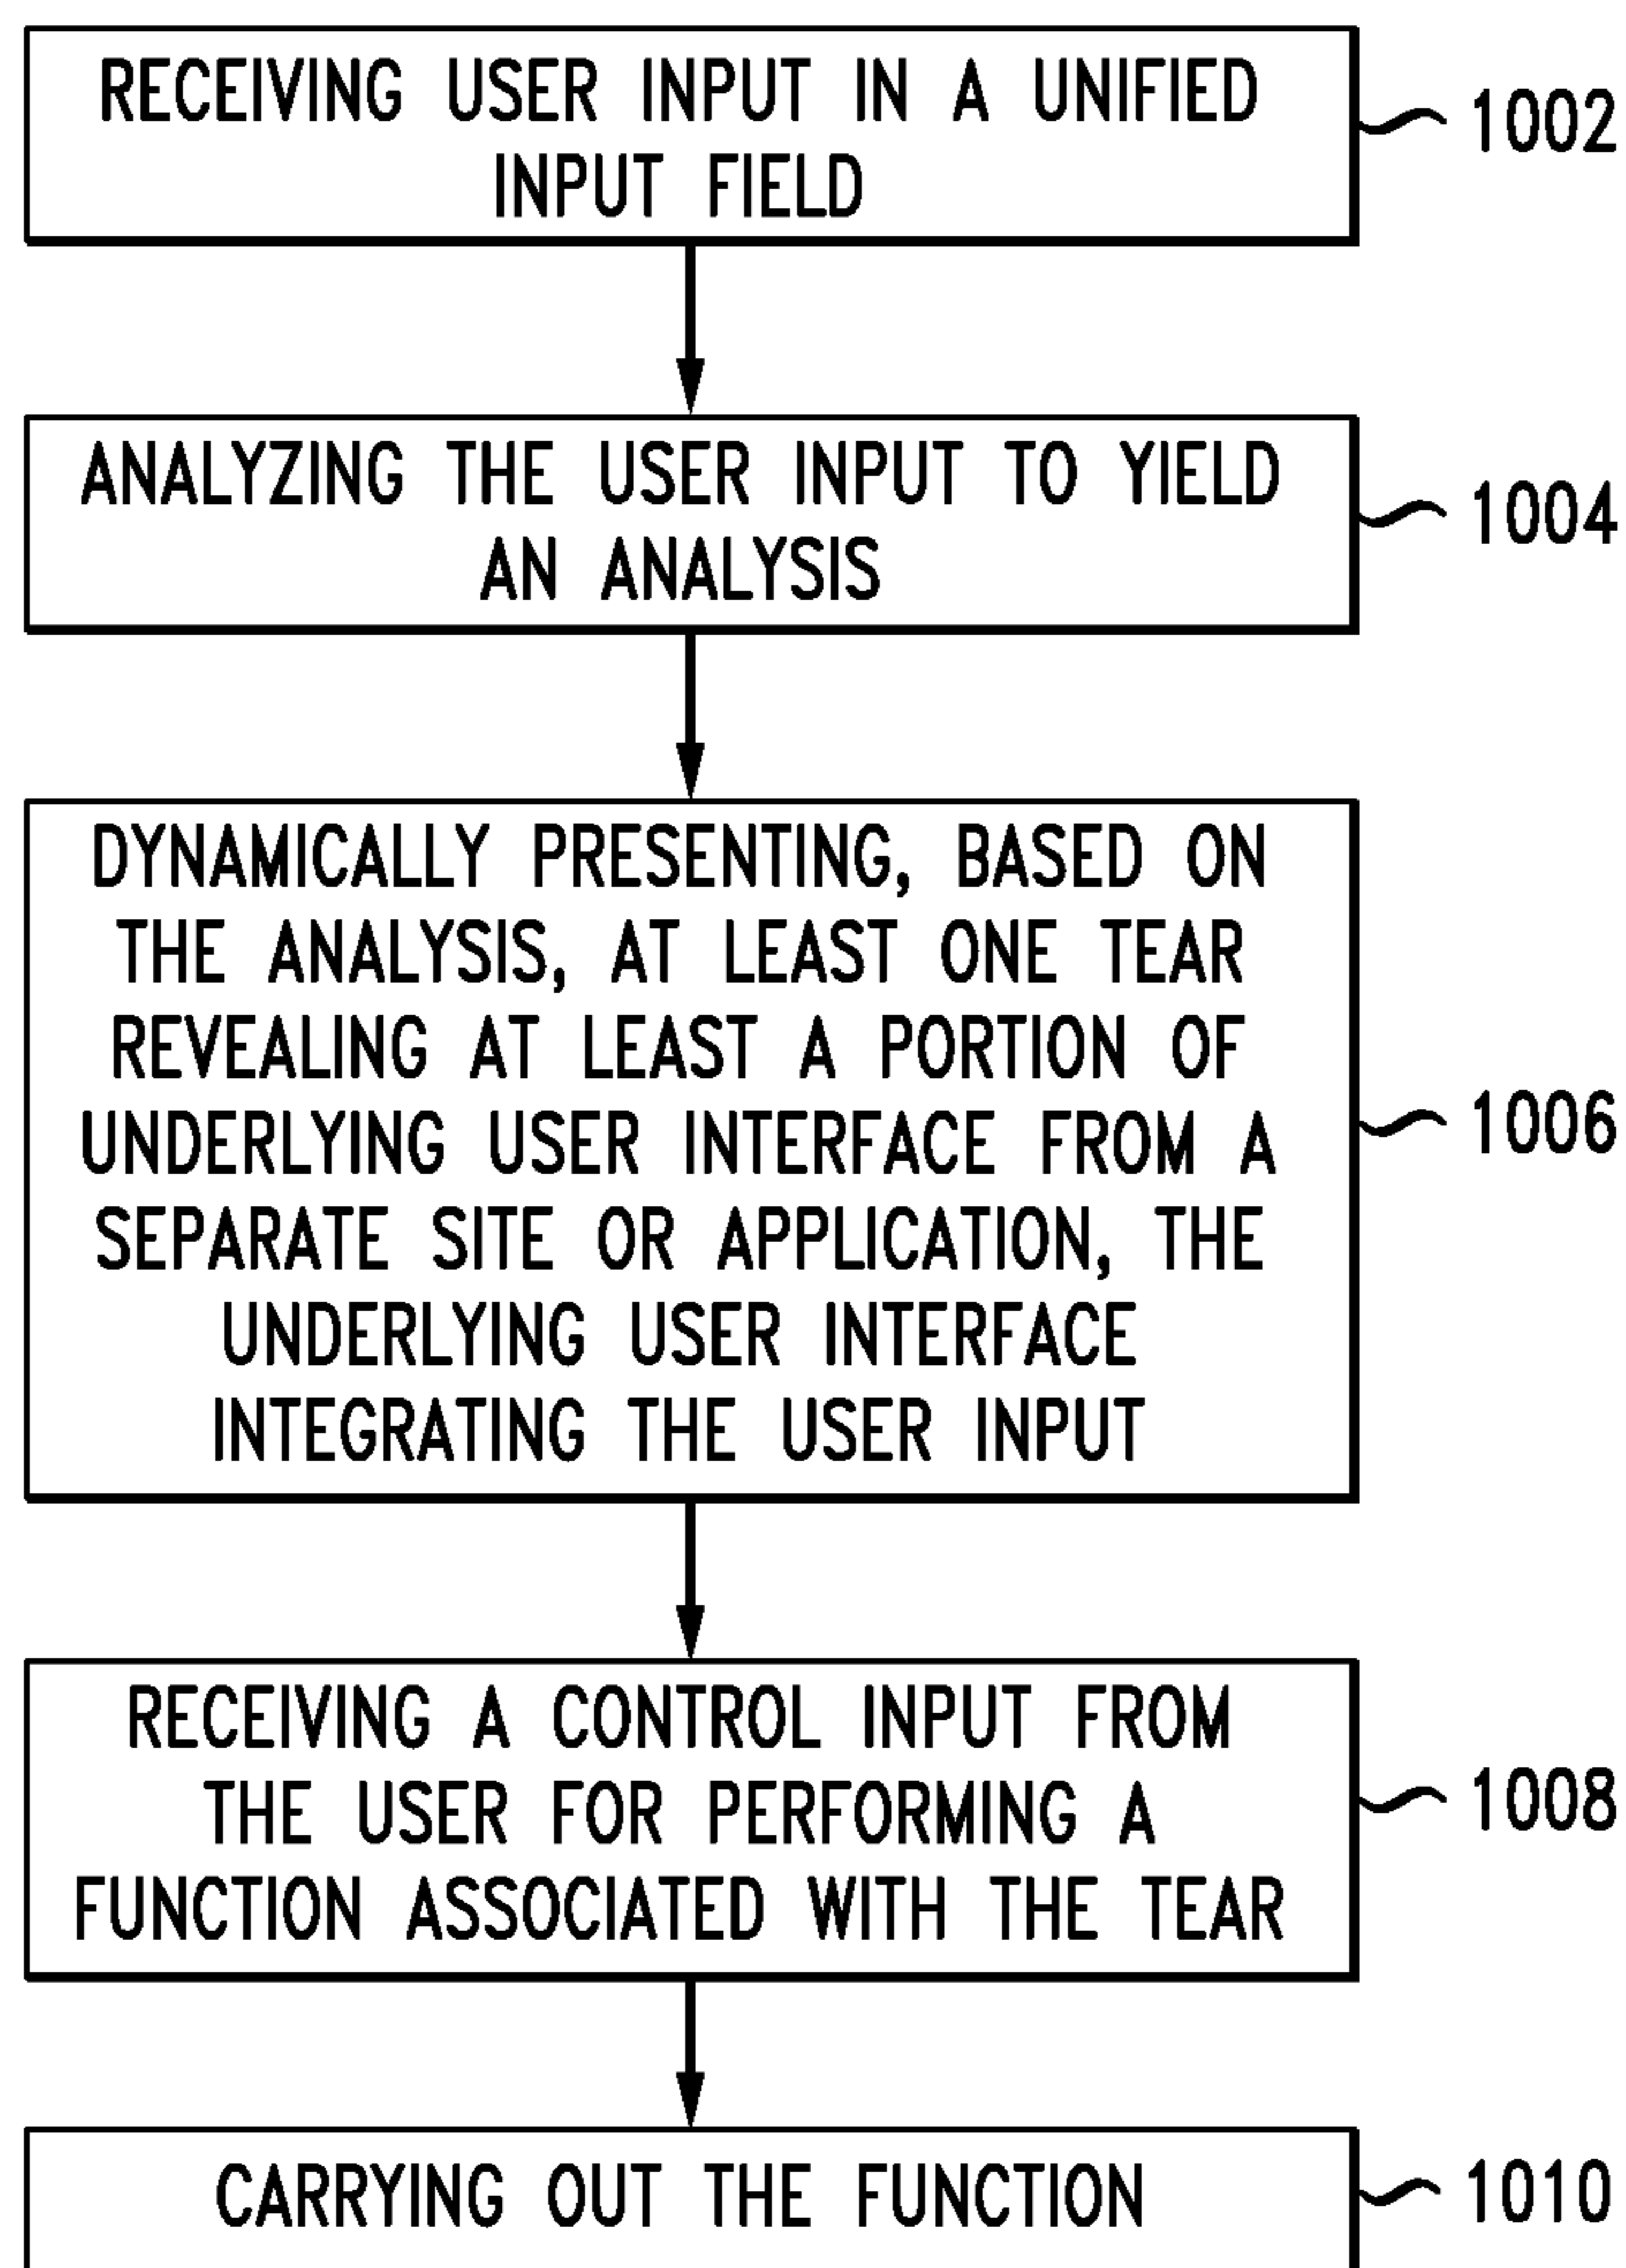 RECEIVING USER INPUT IN A UNIFIED
INPUT FIELD
1002
ANALYZING THE USER INPUT TO YIELD
AN ANALYSIS
1004
DYNAMICALLY PRESENTING, BASED ON
THE ANALYSIS, AT LEAST ONE TEAR
REVEALING AT LEAST A PORTION OF
UNDERLYING USER INTERFACE FROM A
SEPARATE SITE OR APPLICATION, THE
UNDERLYING USER INTERFACE
INTEGRATING THE USER INPUT
1006
RECEIVING A CONTROL INPUT FROM
THE USER FOR PERFORMING A
FUNCTION ASSOCIATED WITH THE TEAR
1008
CARRYING OUT THE FUNCTION
1010